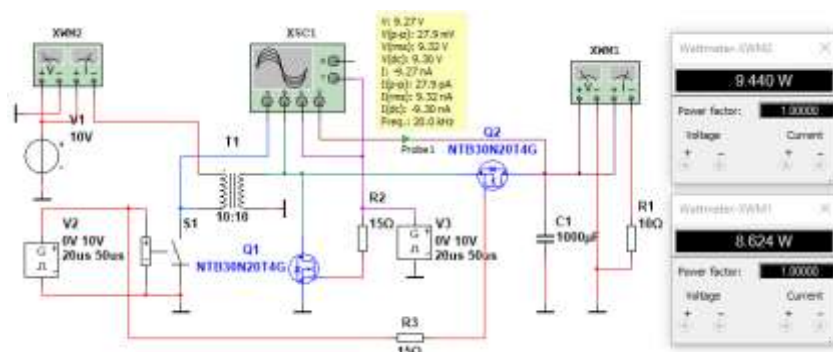 XWM2
XSC1
V: 9.27 V
V(p-p): 27.9 mV
V(rms): 9.32 V
V(dc): 9.30 V
I: -9.27 nA
I(p-p): 27.9 pA
I(rms): 9.32 nA
I(dc): -9.30 nA
Freq.: 20.0 kHz
Probe1
XWM1
V1
10V
T1
10:10
Q2
NTB30N20T4G
V2
0V 10V
20us 50us
S1
Q1
NTB30N20T4G
R2
15Ω
V3
0V 10V
20us 50us
C1
1000µF
R1
10Ω
R3
15Ω
Wattmeter-XWM2
9.440 W
Power factor: 1.00000
Voltage Current
+ - + -
Wattmeter-XWM1
8.624 W
Power factor: 1.00000
Voltage Current
+ - + -